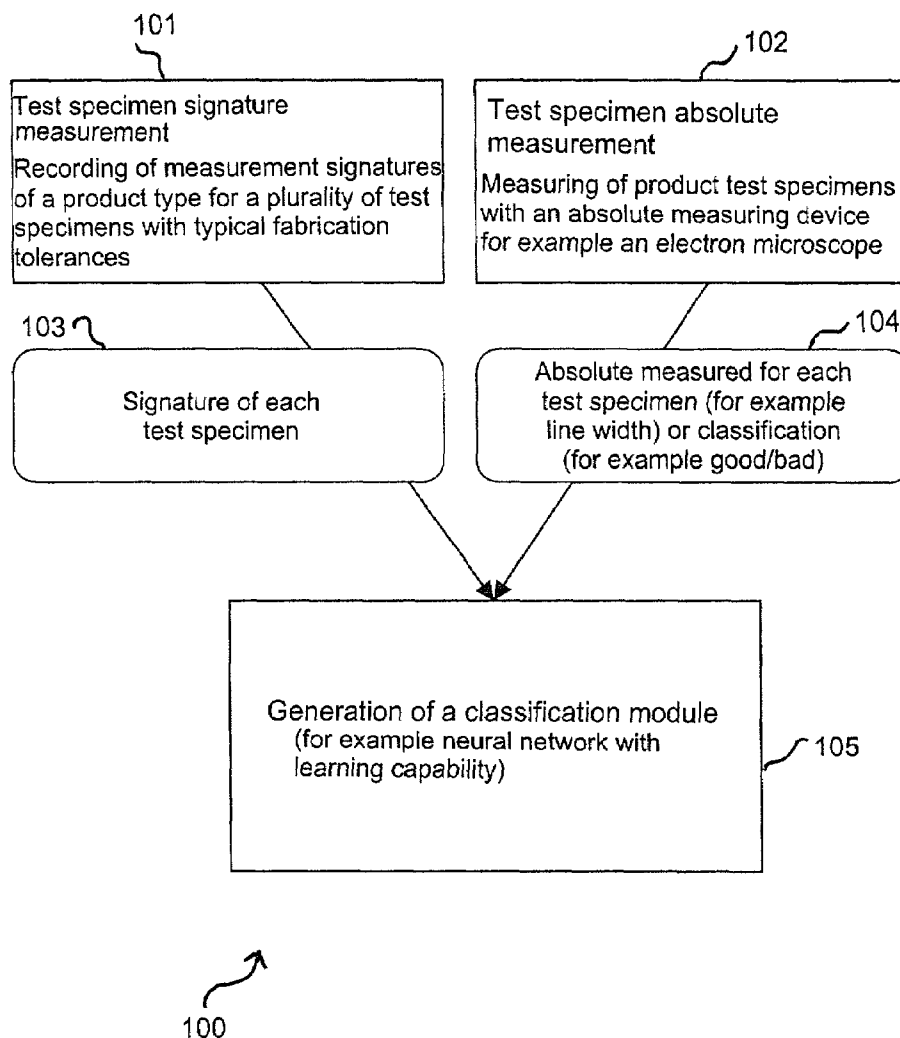 101
102
Test specimen signature
measurement
Recording of measurement signatures
of a product type for a plurality of test
specimens with typical fabrication
tolerances
Test specimen absolute
measurement
Measuring of product test specimens
with an absolute measuring device
for example an electron microscope
103
104
Signature of each
test specimen
Absolute measured for each
test specimen (for example
line width) or classification
(for example good/bad)
Generation of a classification module
(for example neural network with
learning capability)
105
100